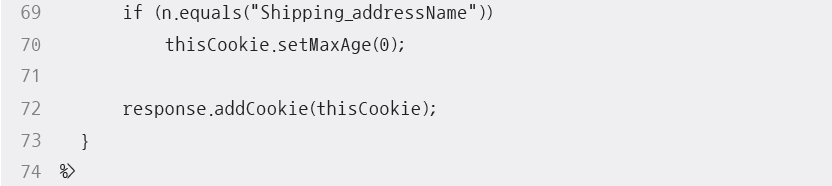 69        if (n.equals("Shipping_addressName"))
70            thisCookie.setMaxAge(0);
71
72        response.addCookie(thisCookie);
73    }
74 %>